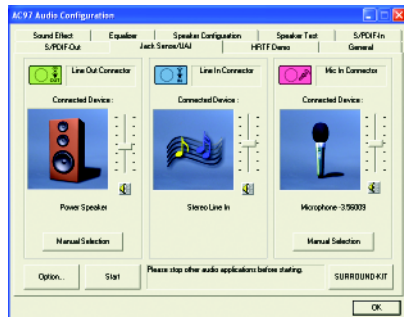 AC97 Audio Configuration
Sound Effect Equalizer Speaker Configuration Speaker Test S/PDIF-In
S/PDIF-Out Jack Sense/UAJ HRTF Demo General
Line Out Connector Line In Connector Mic In Connector
Connected Device : Connected Device : Connected Device :
Power Speaker Stereo Line In Microphone -3.56009
Manual Selection Manual Selection
Option... Start Please stop other audio applications before starting. SURROUND-KIT
OK